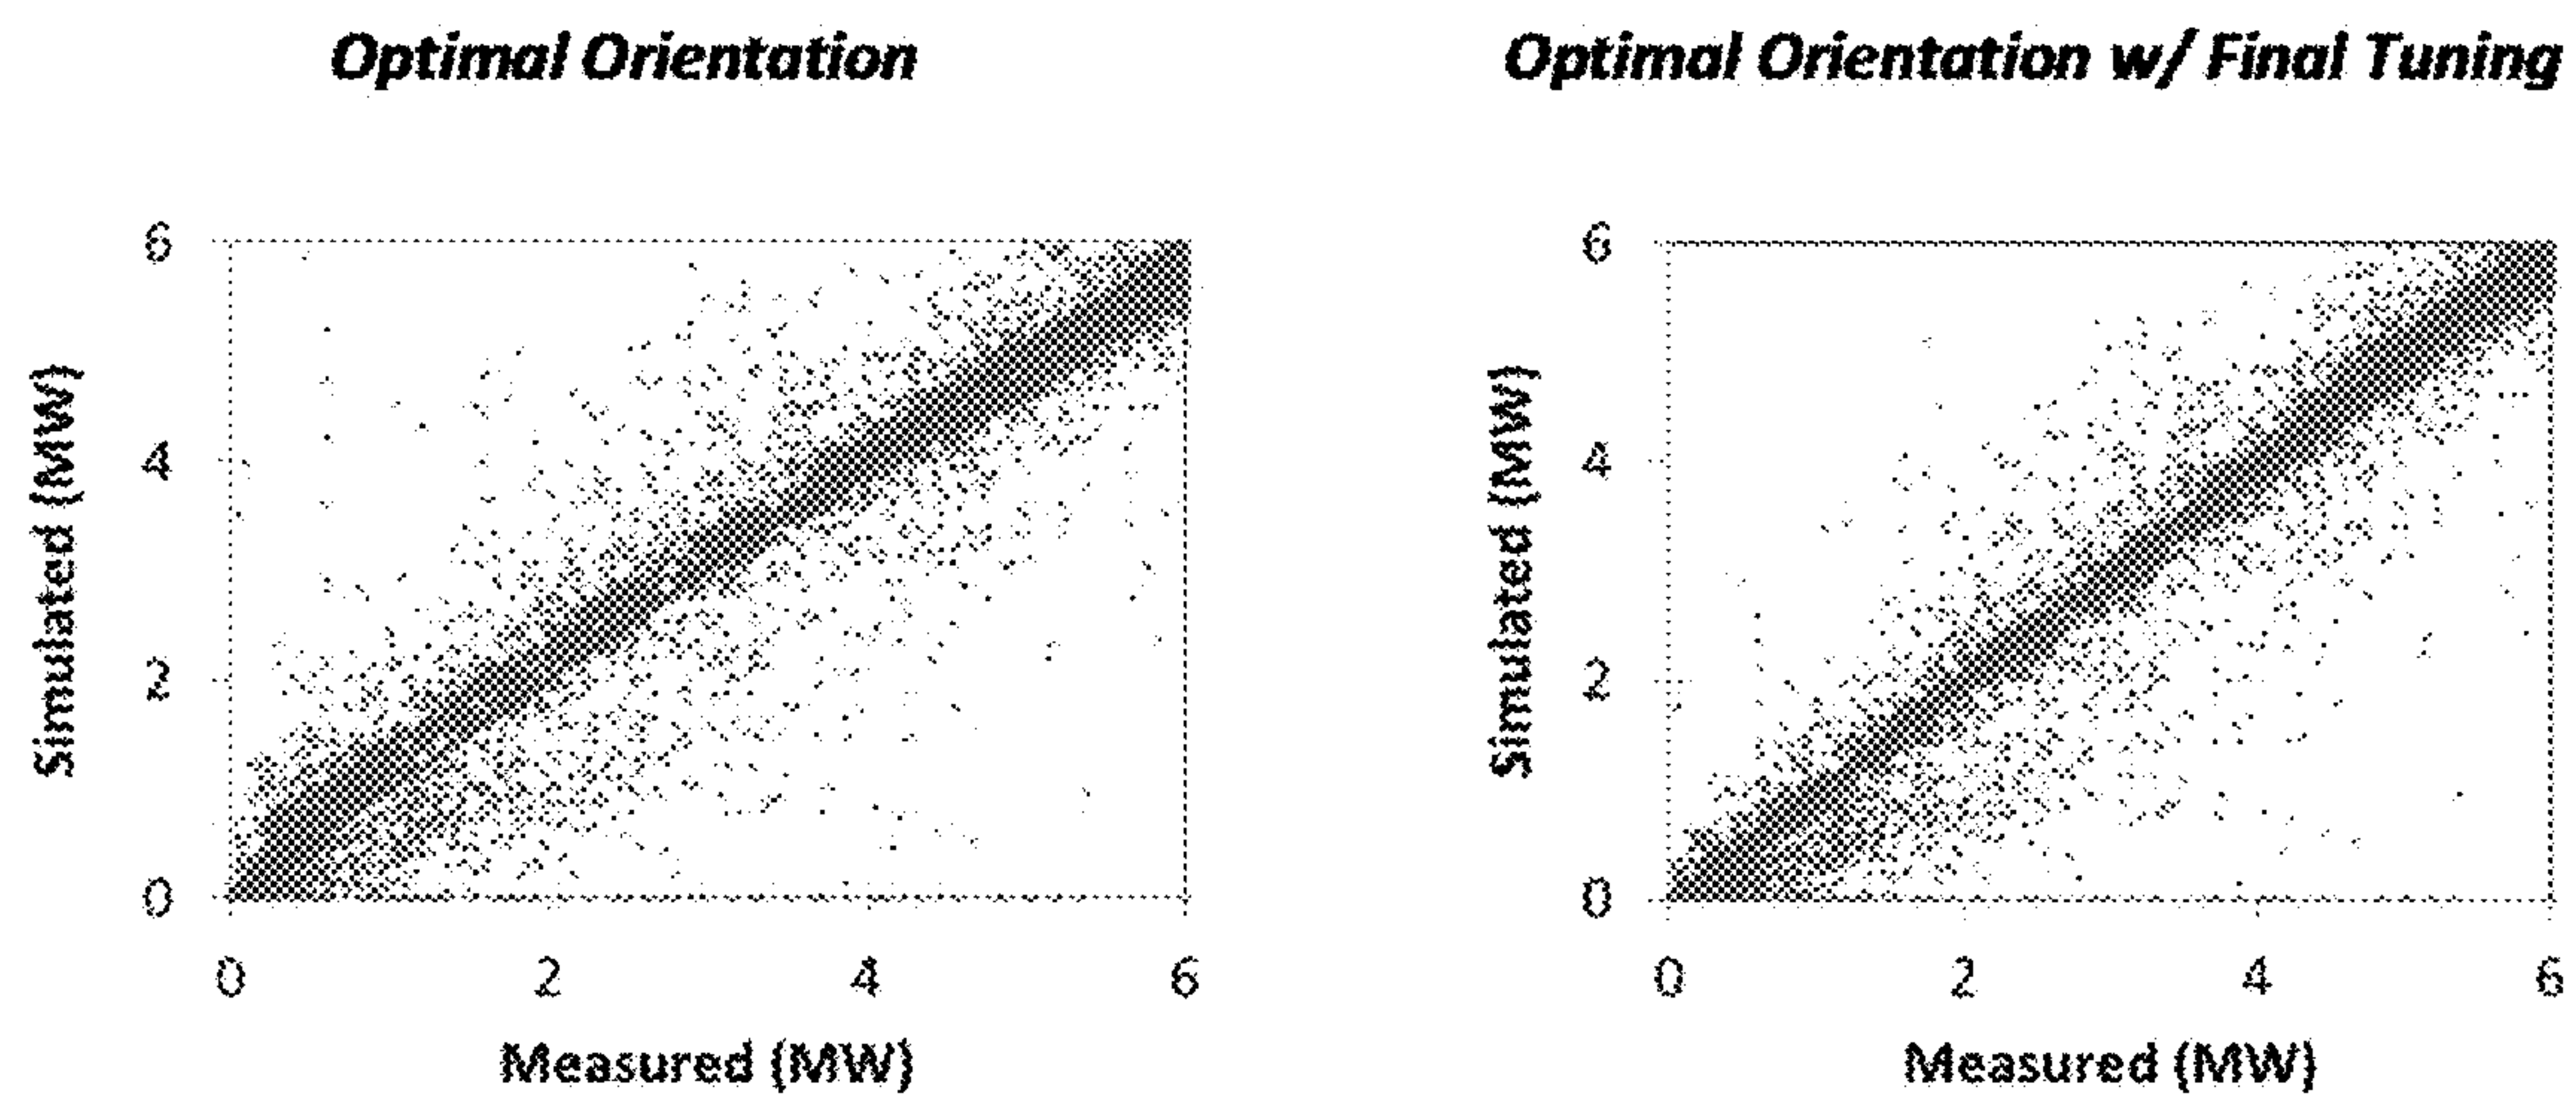 Optimal Orientation
Optimal Orientation w/ Final Tuning
Simulated (MW)
6
4
2
0
0 2 4 6
Measured (MW)
Simulated (MW)
6
4
2
0
0 2 4 6
Measured (MW)